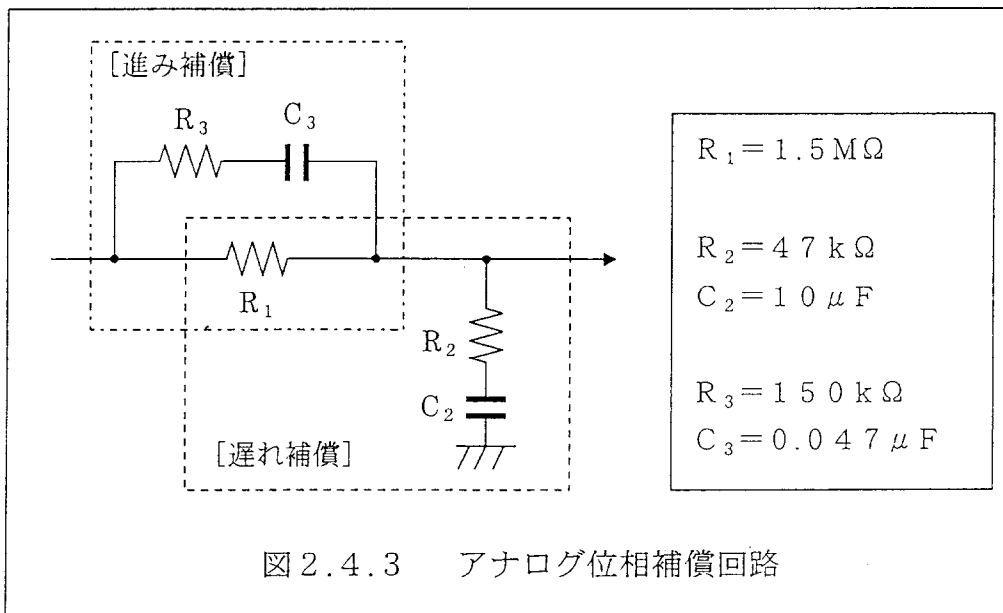 [進み補償]
R₃
C₃
R₁
R₂
C₂
[遅れ補償]
R₁=1.5MΩ
R₂=47kΩ
C₂=10μF
R₃=150kΩ
C₃=0.047μF
図2.4.3 アナログ位相補償回路